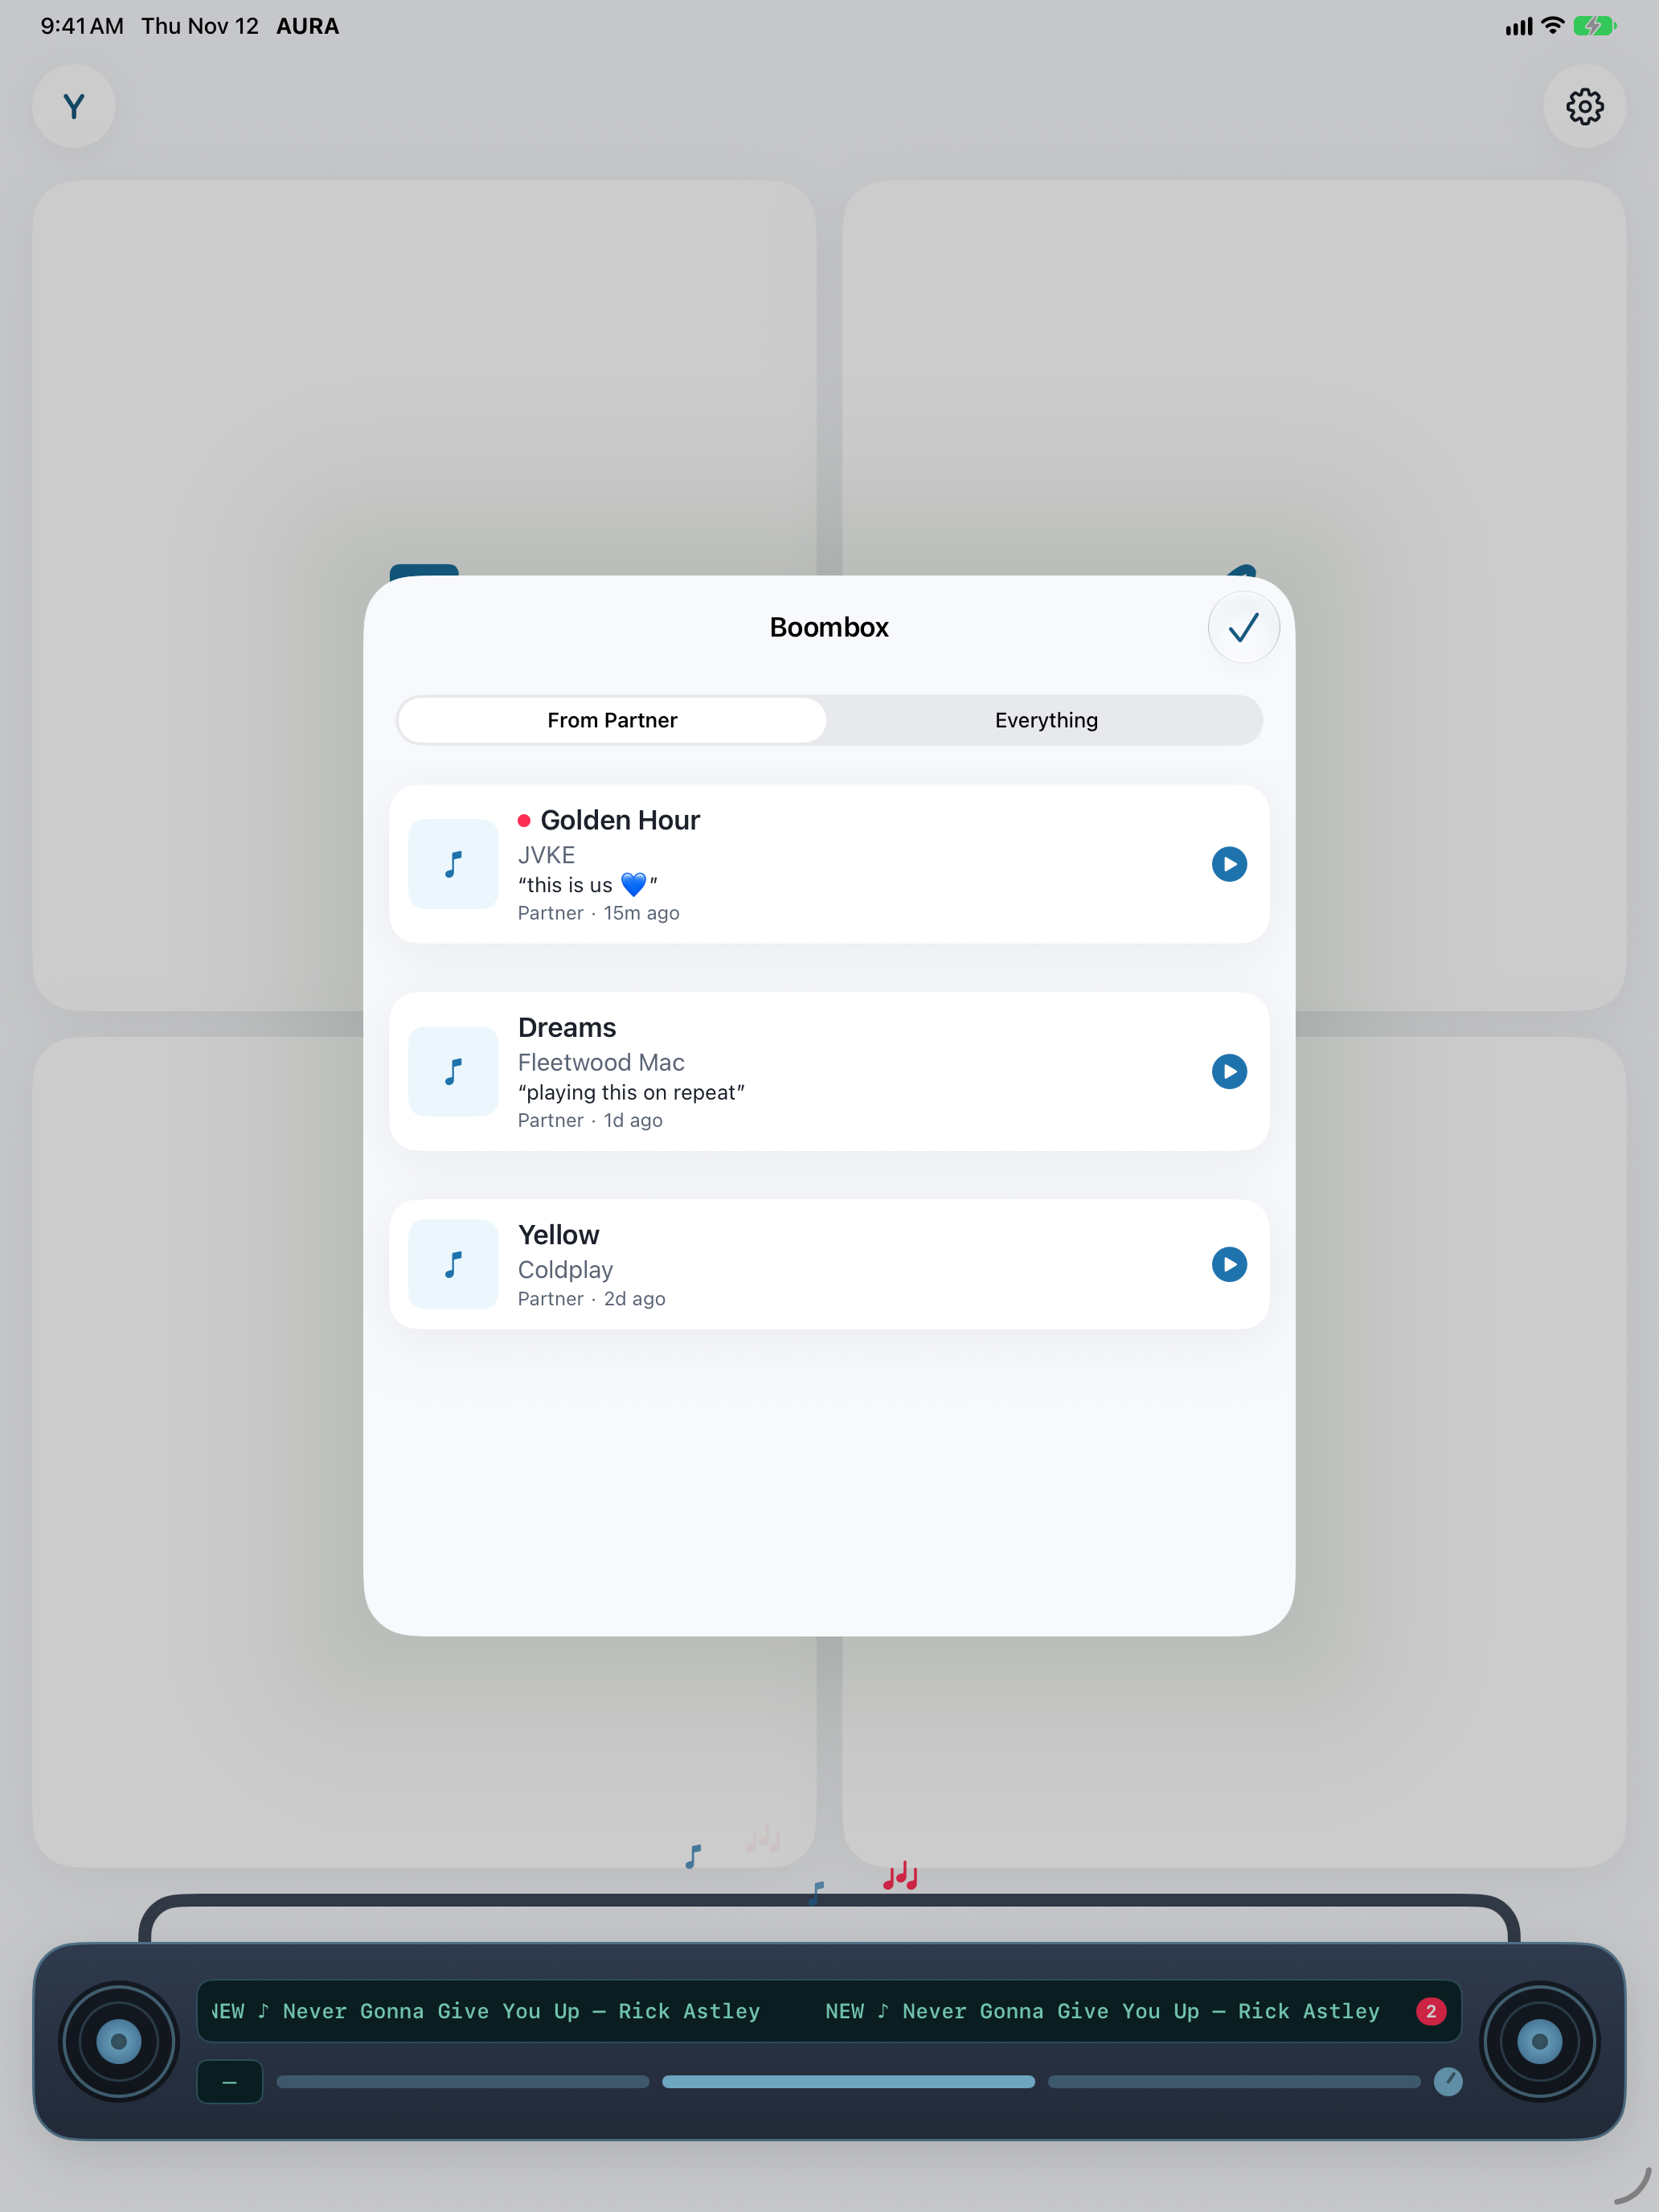 9:41 AM Thu Nov 12 AURA
Y
Boombox
From Partner Everything
Golden Hour
JVKE
“this is us 💙”
Partner · 15m ago
Dreams
Fleetwood Mac
“playing this on repeat”
Partner · 1d ago
Yellow
Coldplay
Partner · 2d ago
NEW ♪ Never Gonna Give You Up — Rick Astley NEW ♪ Never Gonna Give You Up — Rick Astley 2
—